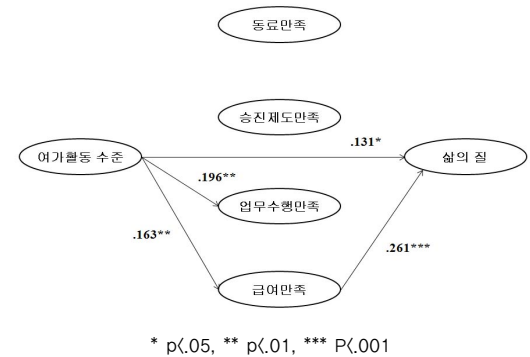 동료만족
승진제도만족
.131*
여가활동 수준
삶의 질
.196**
업무수행만족
.163**
.261***
급여만족
* p<.05, ** p<.01, *** P<.001